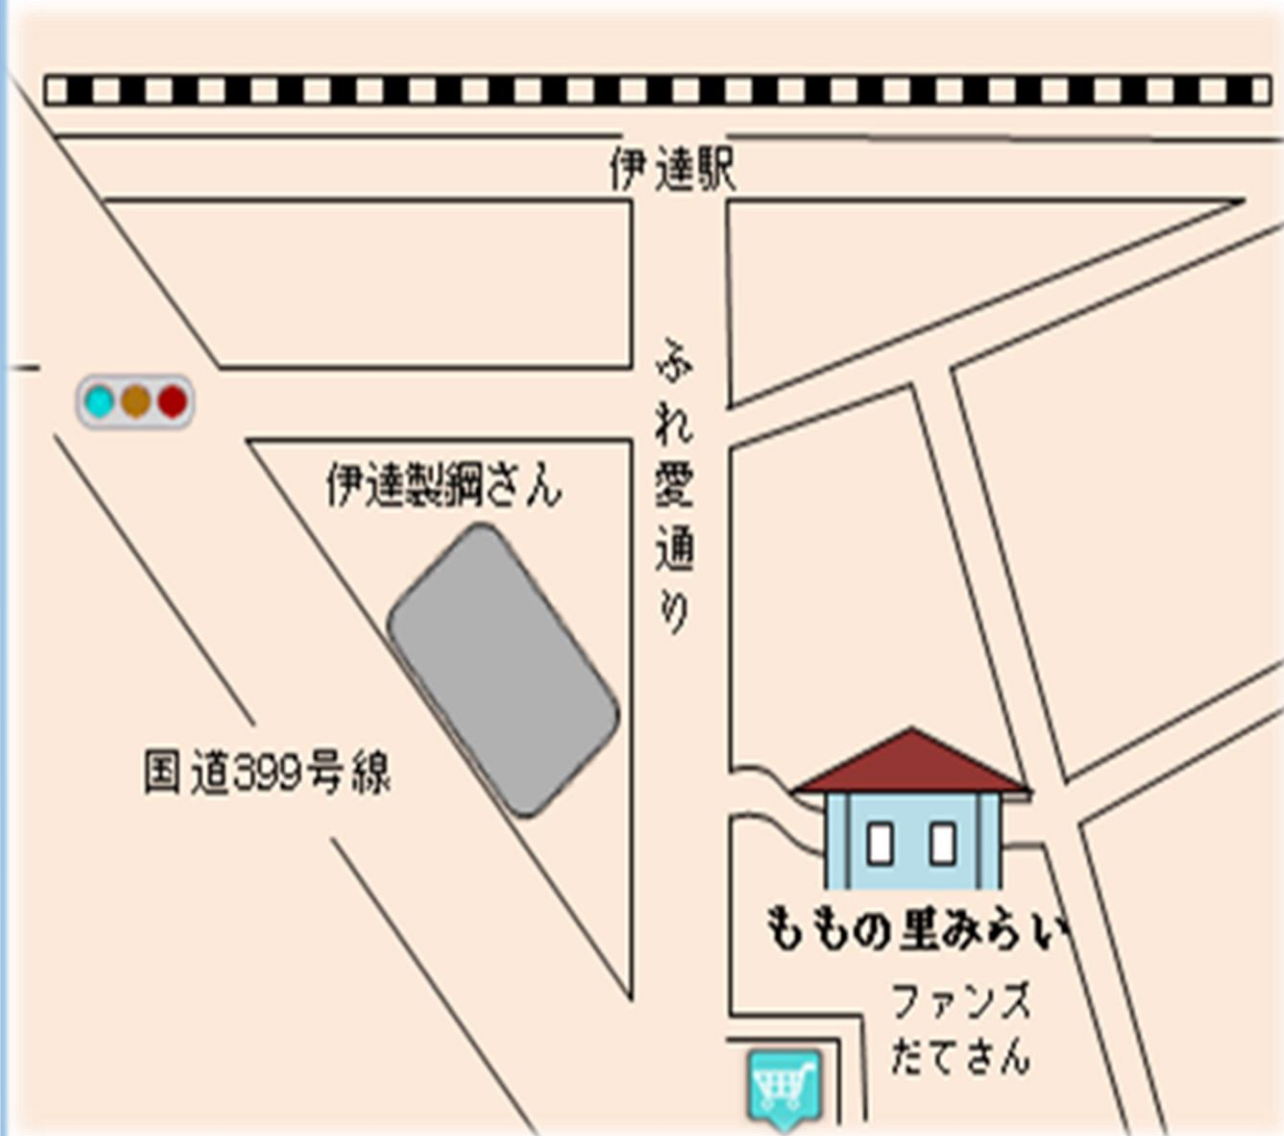 伊達駅
ふれ愛通り
伊達製鋼さん
国道399号線
ももの里みらい
ファンズ
だてさん